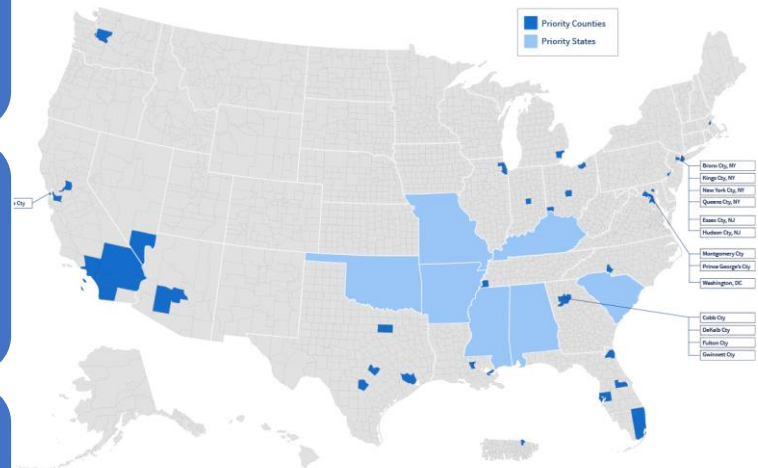 Priority Counties
Priority States
Cty
Bronx Cty, NY
Kings Cty, NY
New York Cty, NY
Queens Cty, NY
Essex Cty, NJ
Hudson Cty, NJ
Montgomery Cty
Prince George's Cty
Washington, DC
Cobb Cty
DeKalb Cty
Fulton Cty
Gwinnett Cty